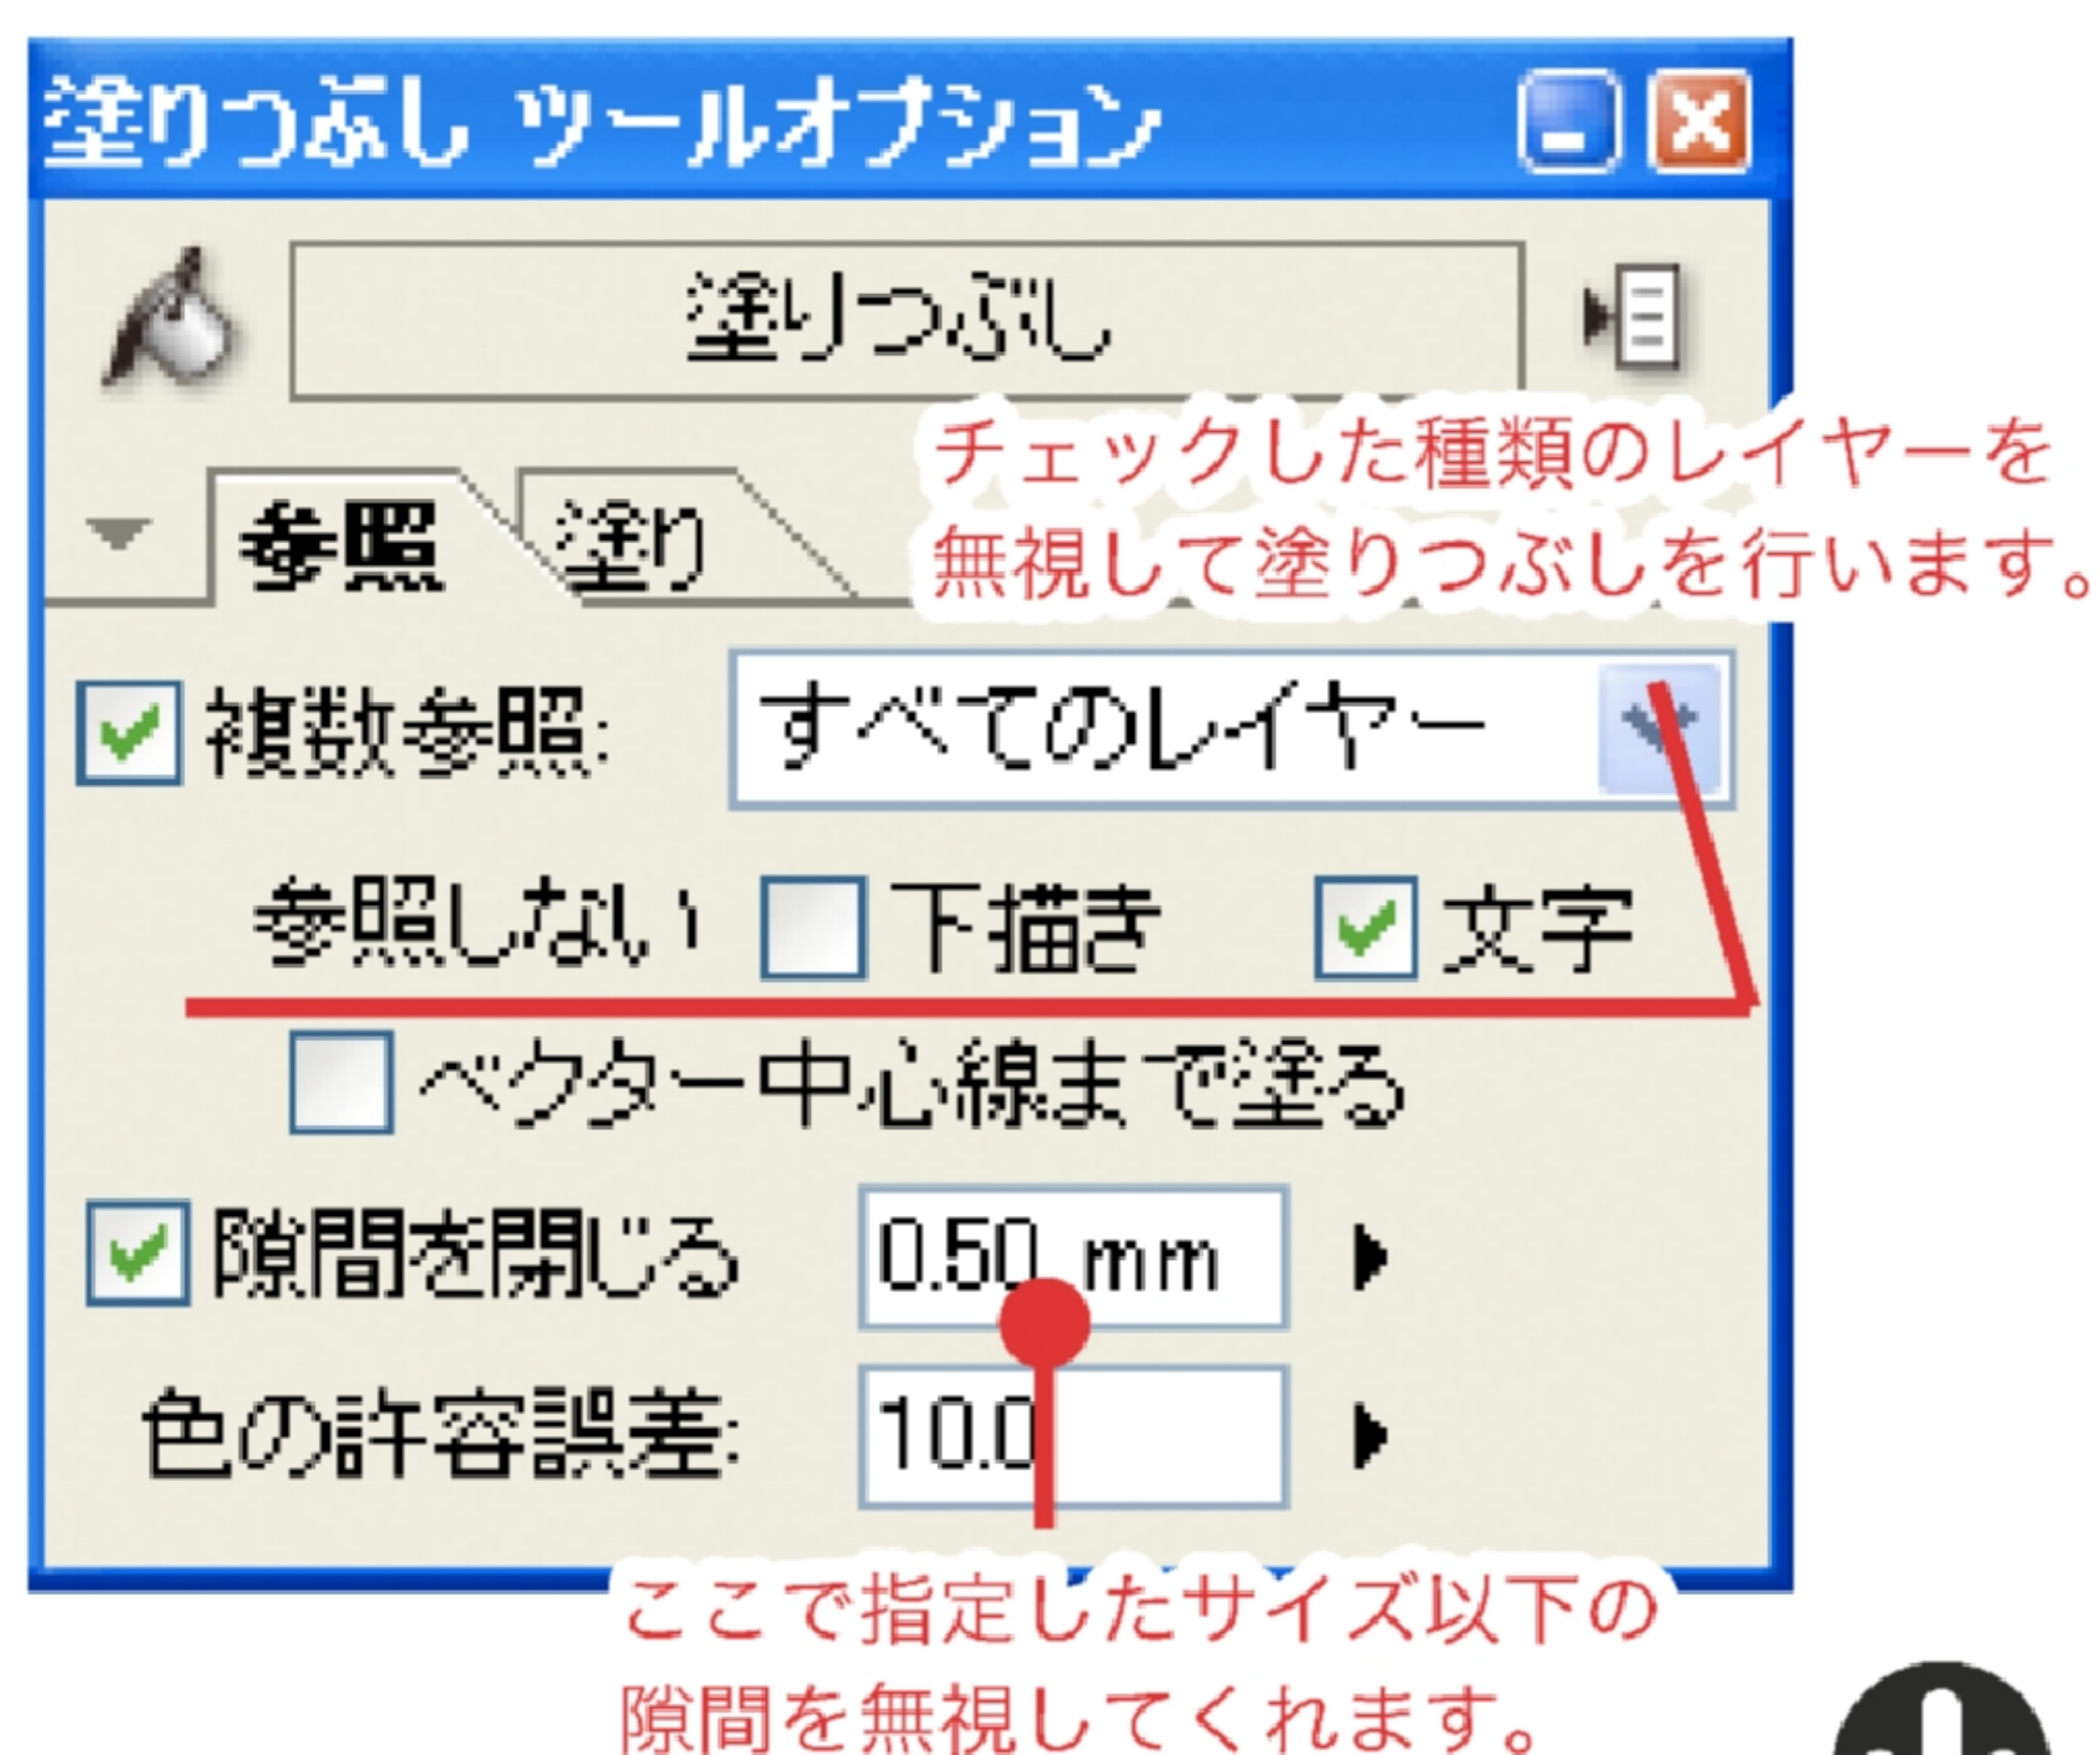 塗りつぶし ツールオプション
塗りつぶし
チェックした種類のレイヤーを
無視して塗りつぶしを行います。
参照 塗り
複数参照: すべてのレイヤー
参照しない 下描き 文字
ベクター中心線まで塗る
隙間を閉じる 0.50 mm
色の許容誤差: 10.0
ここで指定したサイズ以下の
隙間を無視してくれます。